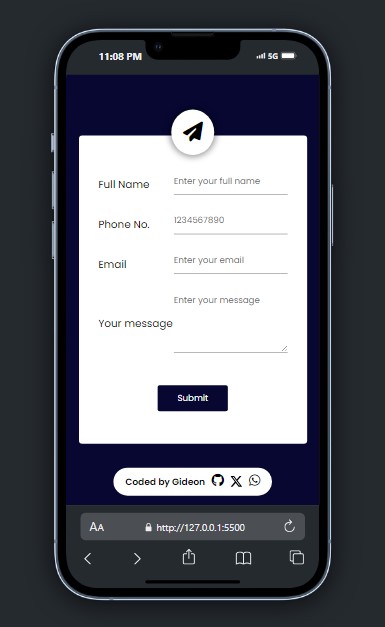 11:08 PM 5G
Full Name Enter your full name
Phone No. 1234567890
Email Enter your email
Enter your message
Your message
Submit
Coded by Gideon
AA http://127.0.0.1:5500